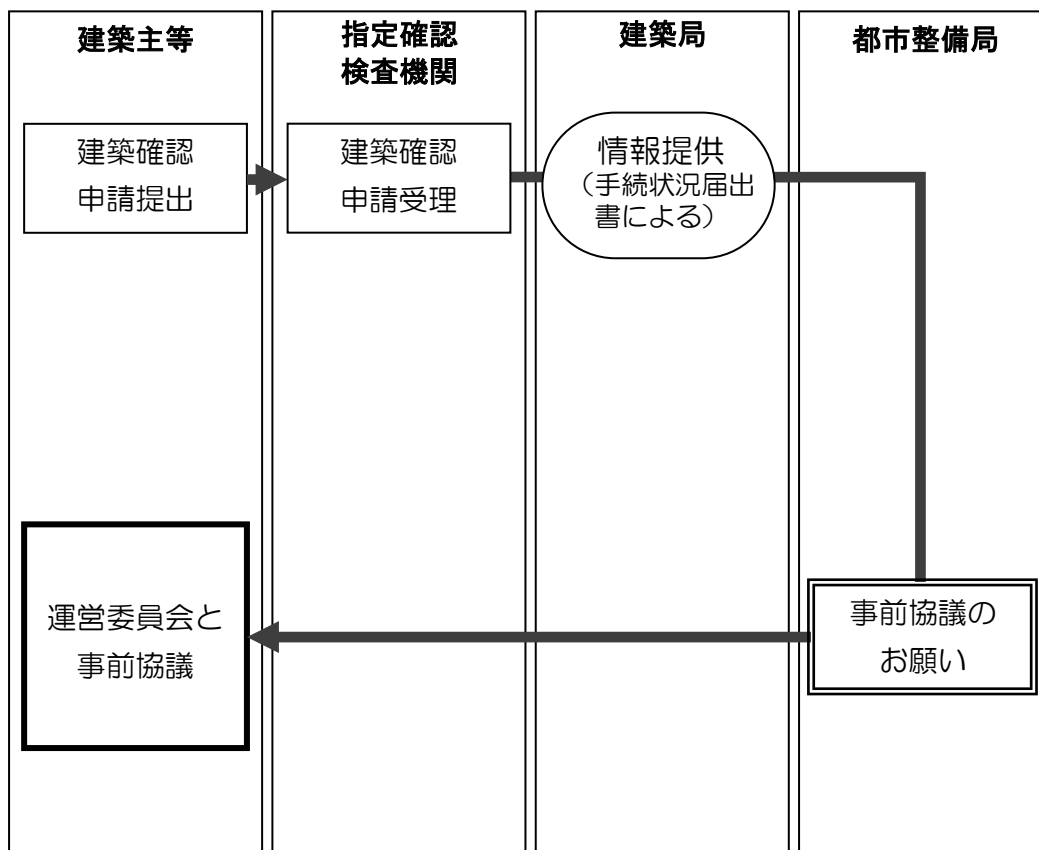 建築主等
指定確認
検査機関
建築局
都市整備局
建築確認
申請提出
建築確認
申請受理
情報提供
（手続状況届出
書による）
運営委員会と
事前協議
事前協議の
お願い